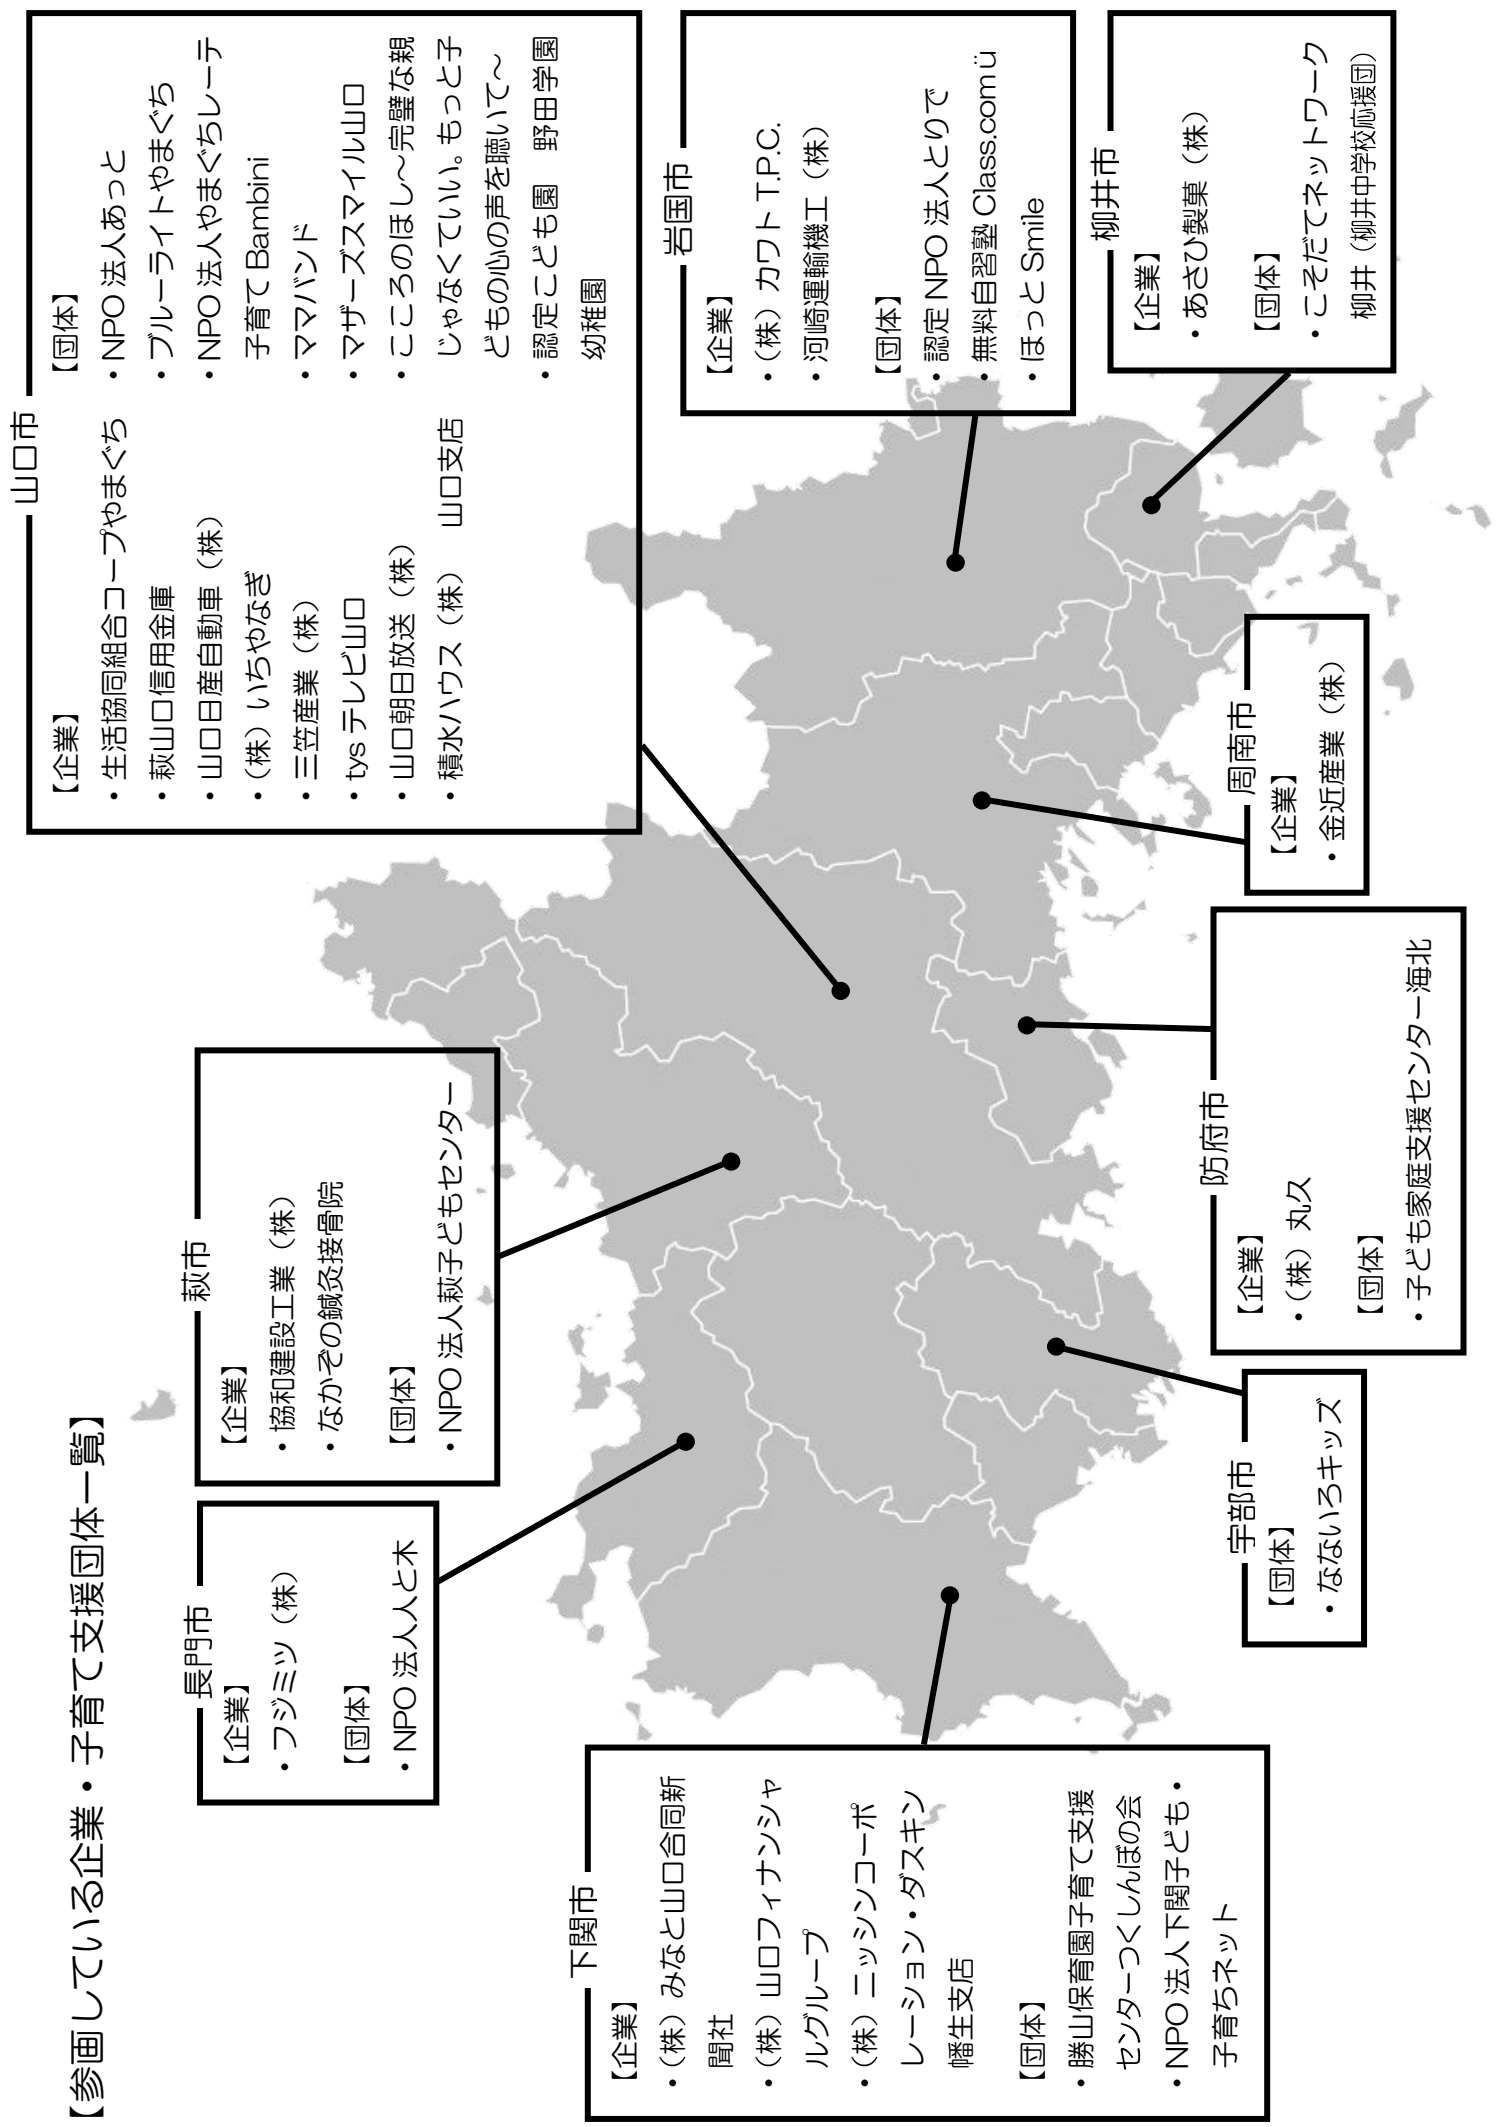 【参画している企業・子育て支援団体一覧】
長門市
【企業】
・フジミツ（株）
【団体】
・NPO 法人人と木
萩市
【企業】
・協和建設工業（株）
・なかぞの鍼灸接骨院
【団体】
・NPO 法人萩子どもセンター
山口市
【企業】
・生活協同組合コープやまぐち
・萩山口信用金庫
・山口日産自動車（株）
・（株）いちやなぎ
・三笠産業（株）
・tys テレビ山口
・山口朝日放送（株）
・積水ハウス（株）　山口支店
【団体】
・NPO 法人あっと
・ブルーライトやまぐち
・NPO 法人やまぐちしーテ
子育て Bambini
・ママバンド
・マザーズスマイル山口
・こころのほし～完璧な親
じゃなくていい。もっと子
どもの心の声を聴いて～
・認定こども園　野田学園
幼稚園
下関市
【企業】
・（株）みなと山口合同新
聞社
・（株）山口フィナンシャ
ルグループ
・（株）ニッシンコーポ
レーション・ダスキン
幡生支店
【団体】
・勝山保育園子育て支援
センターつくしんぼの会
・NPO 法人下関子ども・
子育ちネット
宇部市
【団体】
・なないろキッズ
防府市
【企業】
・（株）丸久
【団体】
・子ども家庭支援センター海北
周南市
【企業】
・金近産業（株）
岩国市
【企業】
・（株）カワト T.P.C.
・河崎運輸機工（株）
【団体】
・認定 NPO 法人とりで
・無料自習塾 Class.com ü
・ほっと Smile
柳井市
【企業】
・あさひ製菓（株）
【団体】
・こそだてネットワーク
柳井（柳井中学校応援団）